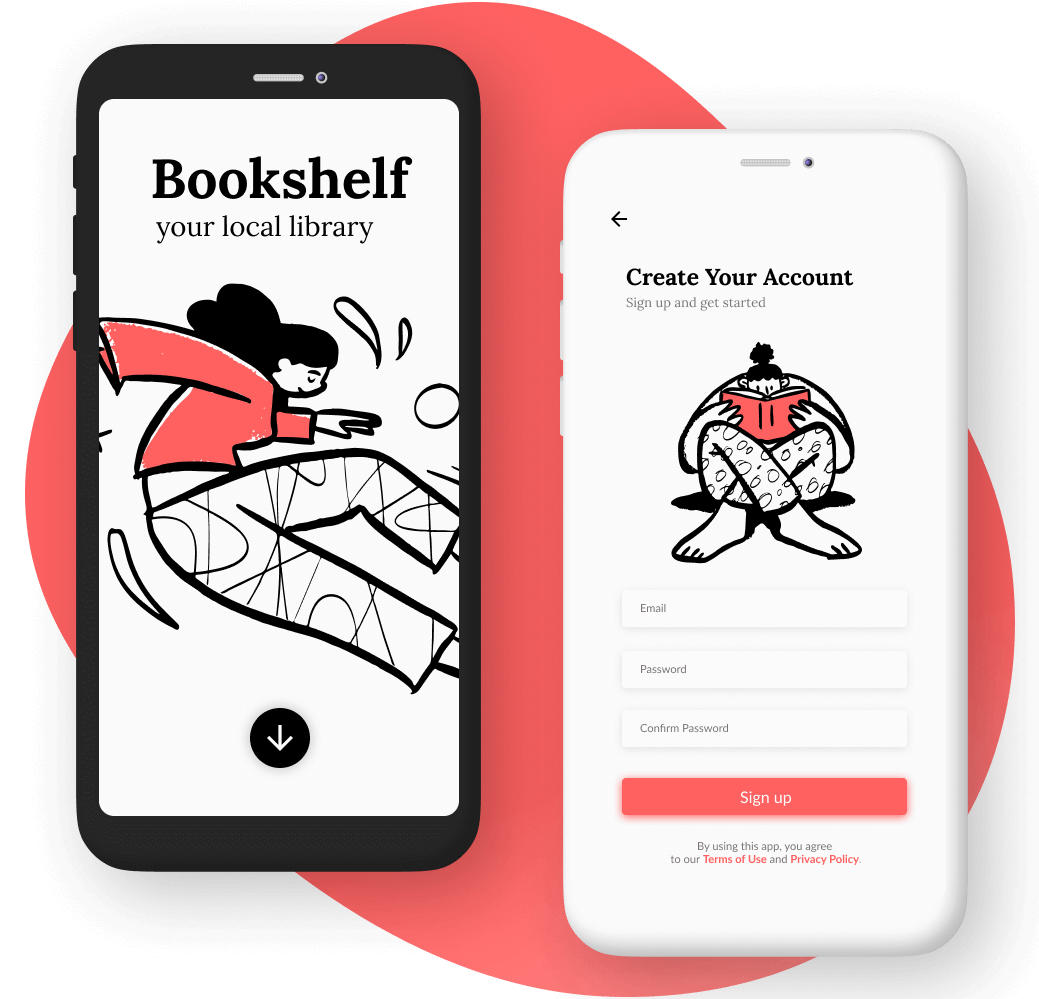 Bookshelf
your local library
Create Your Account
Sign up and get started
Email
Password
Confirm Password
Sign up
By using this app, you agree
to our Terms of Use and Privacy Policy.